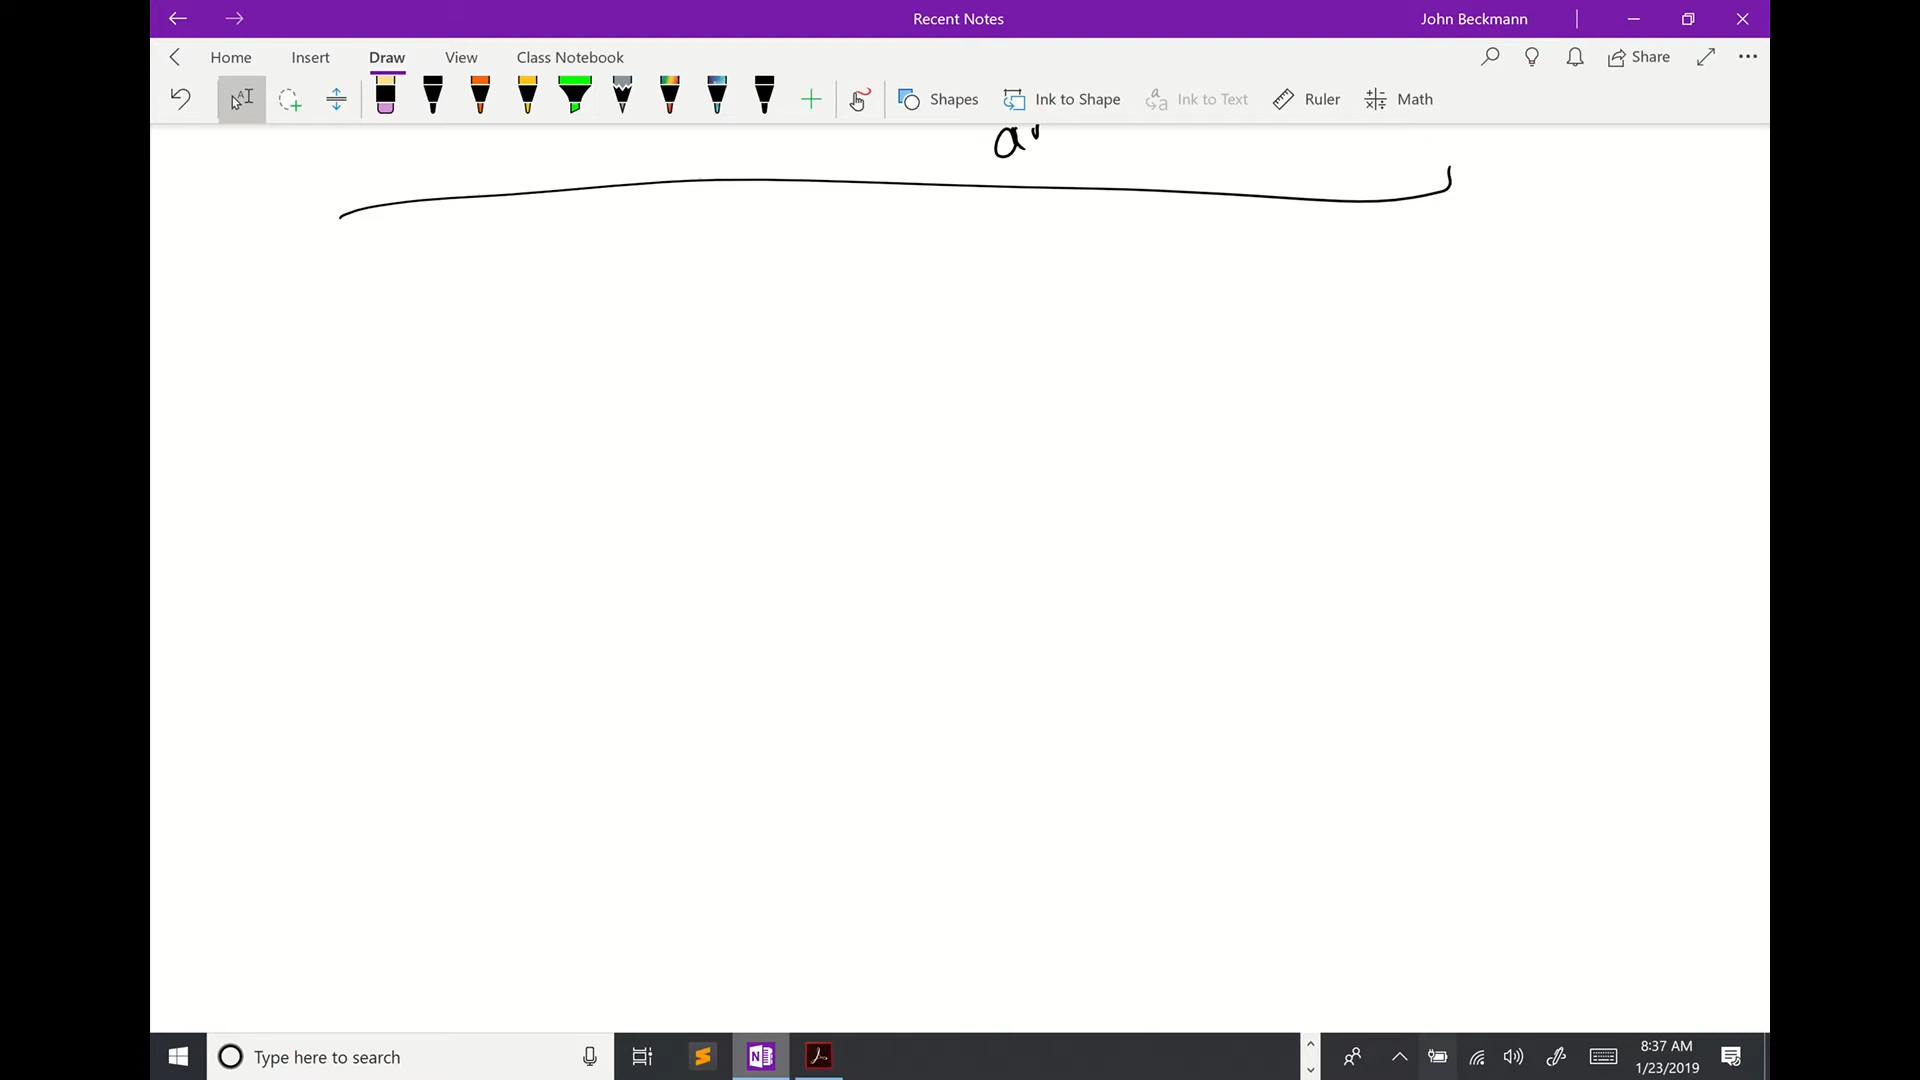 Recent Notes John Beckmann
Home Insert Draw View Class Notebook Share
Shapes Ink to Shape Ink to Text Ruler Math
a
Type here to search 8:37 AM
1/23/2019